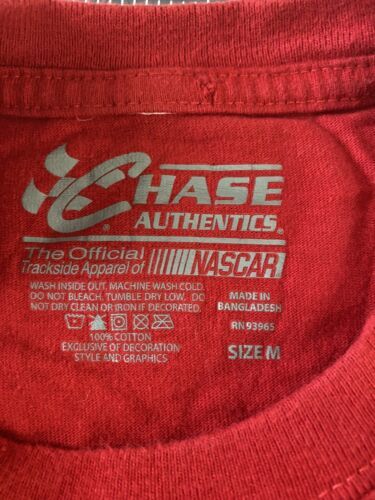 CHASE
AUTHENTICS®
The Official
Trackside Apparel of NASCAR
WASH INSIDE OUT. MACHINE WASH COLD.
DO NOT BLEACH. TUMBLE DRY LOW. DO
NOT DRY CLEAN OR IRON IF DECORATED.
100% COTTON
EXCLUSIVE OF DECORATION
STYLE AND GRAPHICS
MADE IN
BANGLADESH
RN93965
SIZE M